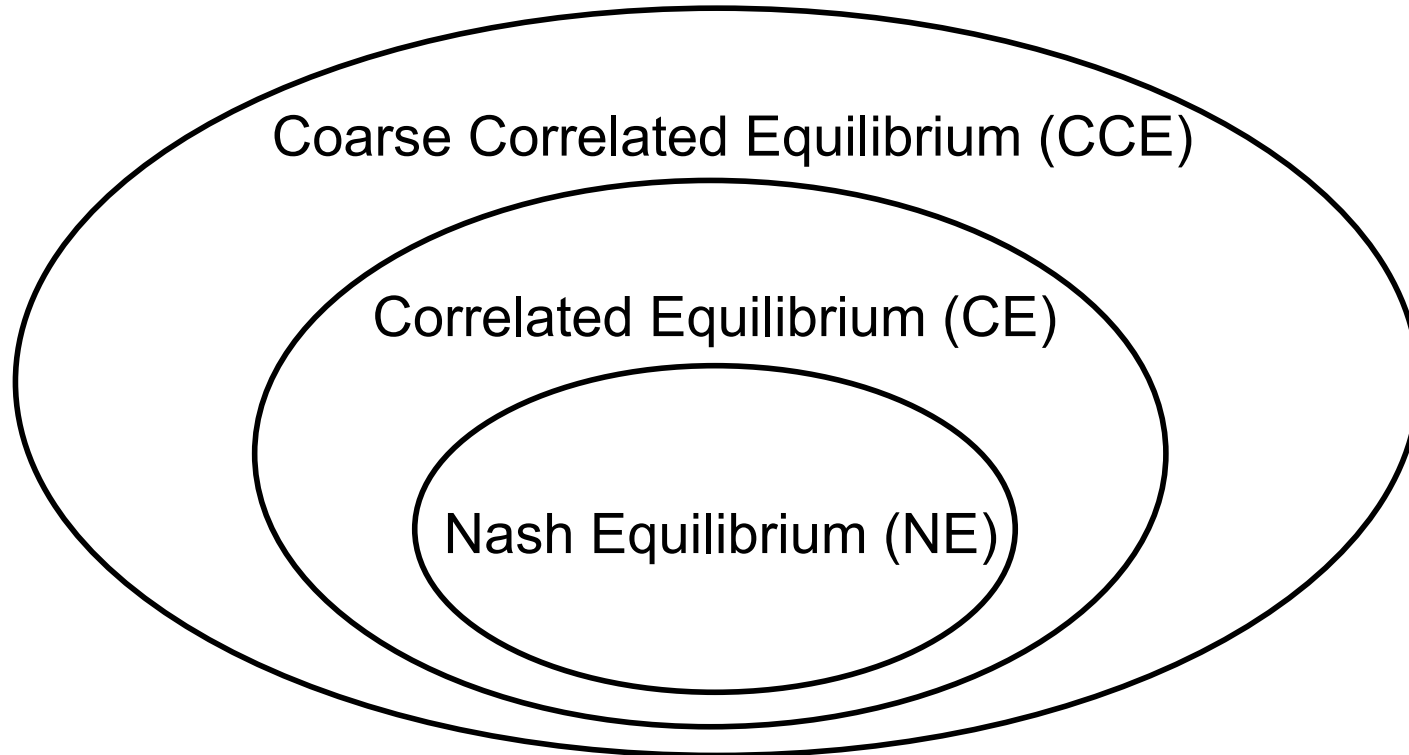 Coarse Correlated Equilibrium (CCE)
Correlated Equilibrium (CE)
Nash Equilibrium (NE)